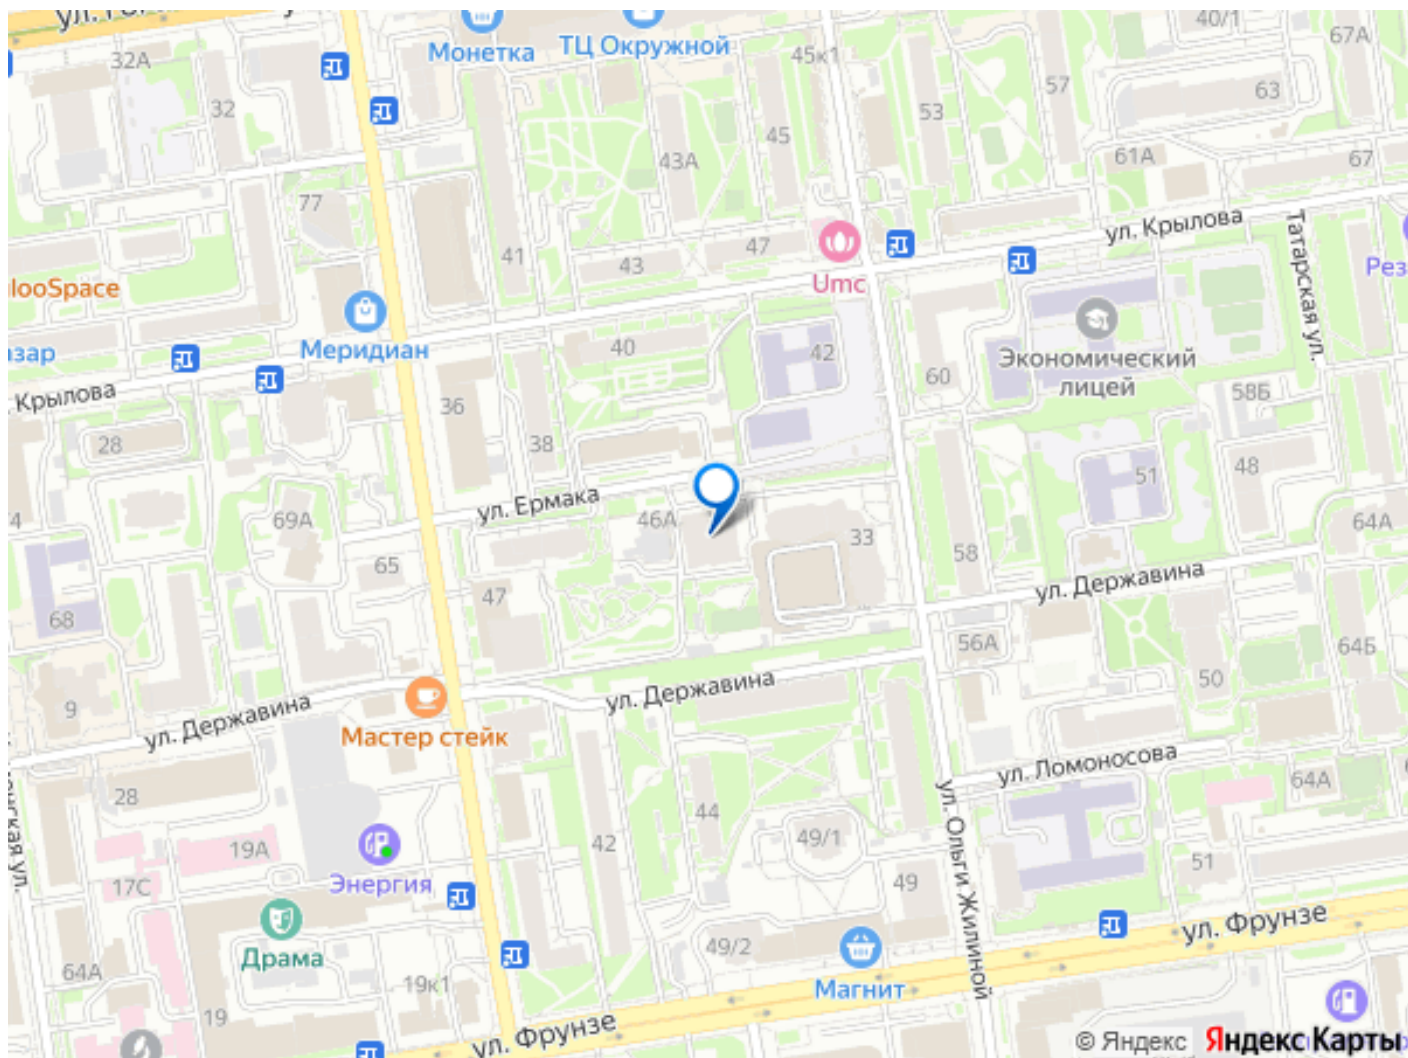 40/1
67А
Монетка
ТЦ Окружной
45к1
32А
57
63
32
53
45
43А
61А
67
77
ул. Крылова
Татарская ул.
47
41
43
Umc
looSpace
Рез
Меридиан
40
42
Экономический
лицей
60
58Б
зар
Крылова
36
28
38
51
48
ул. Ермака
46А
4
69А
33
64А
65
58
ул. Державина
47
68
56А
64Б
50
ул. Державина
9
ул. Державина
Мастер стейк
ул. Ломоносова
64А
28
44
ул. Ольги Жилиной
42
49/1
19А
51
Энергия
17С
49
ул. Фрунзе
49/2
Драма
64А
Магнит
19к1
19
ул. Фрунзе
© Яндекс Яндекс Карты